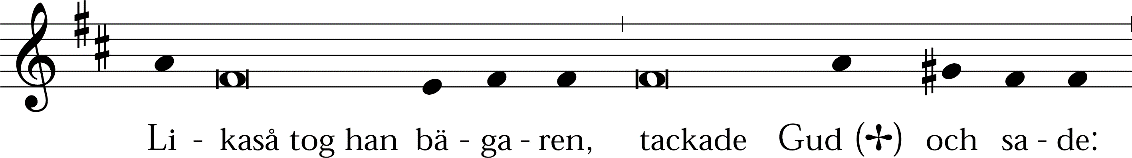 Li - kaså tog han bä - ga - ren, tackade Gud (✢) och sa - de: